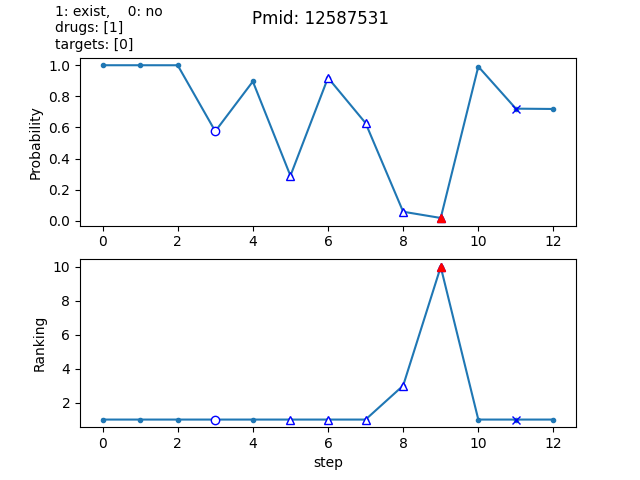 1: exist,    0: no
drugs: [1]
targets: [0]
Pmid: 12587531
Probability
1.0
0.8
0.6
0.4
0.2
0.0
0 2 4 6 8 10 12
Ranking
10
8
6
4
2
0 2 4 6 8 10 12
step